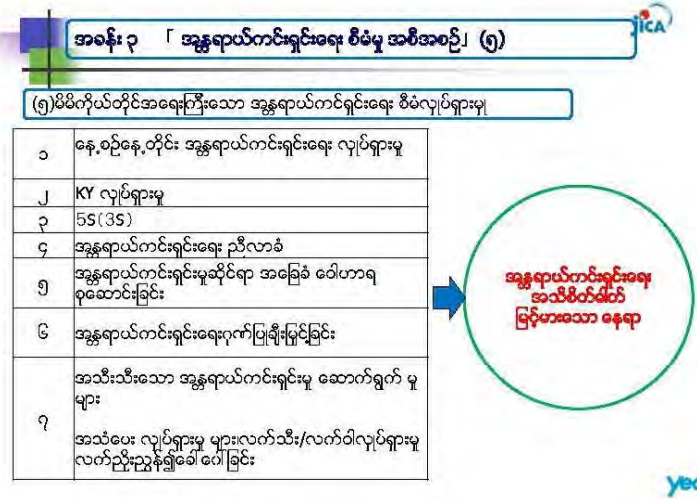 အခန်း ၃ 「 အန္တရာယ်ကင်းရှင်းရေး စီမံမှု အစီအစဉ်」 (၅)
jICA
(၅)မိမိကိုယ်တိုင်အရေးကြီးသော အန္တရာယ်ကင်ရှင်းရေး စီမံလှုပ်ရှားမှု
၁ နေ့စဉ်နေ့တိုင်း အန္တရာယ်ကင်းရှင်းရေး လှုပ်ရှားမှု
၂ KY လှုပ်ရှားမှု
၃ 5S(3S)
၄ အန္တရာယ်ကင်းရှင်းရေး ညီလာခံ
၅ အန္တရာယ်ကင်းရှင်းမှုဆိုင်ရာ အခြေခံ ဝေါဟာရ
စုဆောင်းခြင်း
၆ အန္တရာယ်ကင်းရှင်းရေးဂုဏ်ပြုချီးမြှင့်ခြင်း
၇ အသီးသီးသော အန္တရာယ်ကင်းရှင်းမှု ဆောက်ရွက် မှု
များ
အသံပေး လှုပ်ရှားမှု များ၊လက်သီး/လက်ဝါလှုပ်ရှားမှု
လက်ညိုးညွှန်၍ခေါ် ပေါ ခြင်း
အန္တရာယ်ကင်းရှင်းရေး
အသိစိတ်ဓါတ်
မြင့်မားသော နေရာ
yec